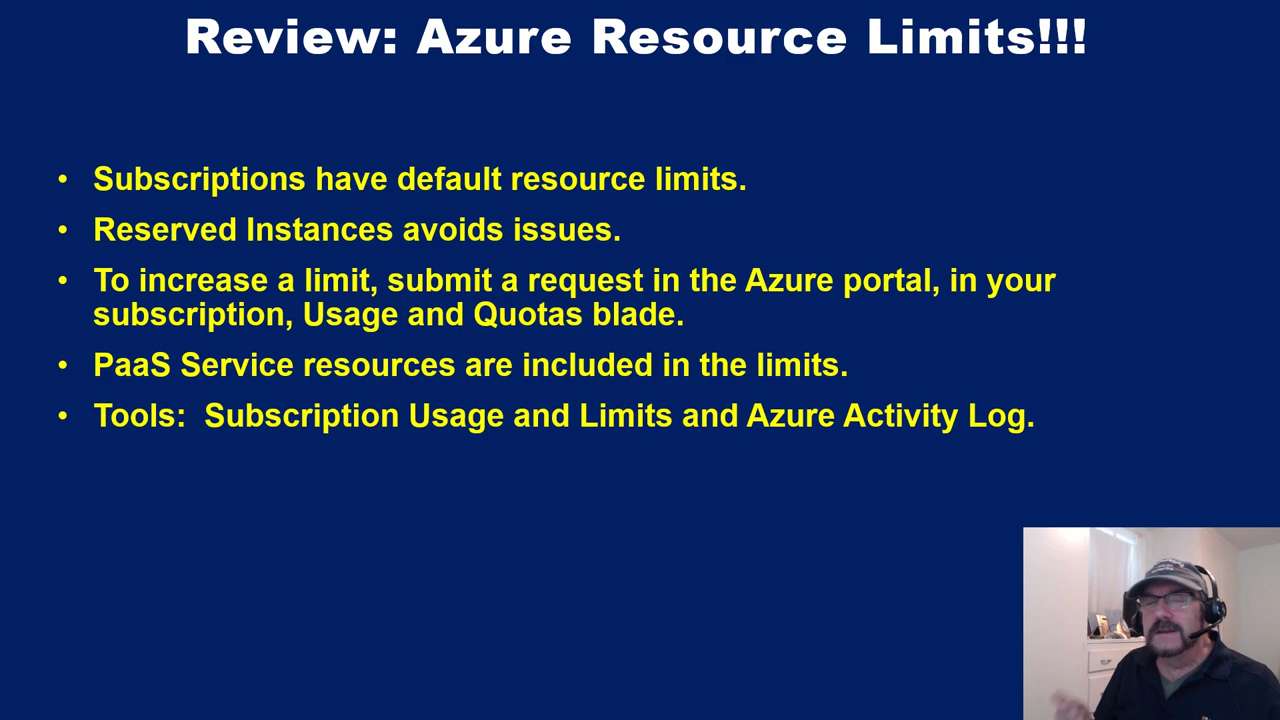 Review: Azure Resource Limits!!!
• Subscriptions have default resource limits.
• Reserved Instances avoids issues.
• To increase a limit, submit a request in the Azure portal, in your
subscription, Usage and Quotas blade.
• PaaS Service resources are included in the limits.
• Tools:  Subscription Usage and Limits and Azure Activity Log.